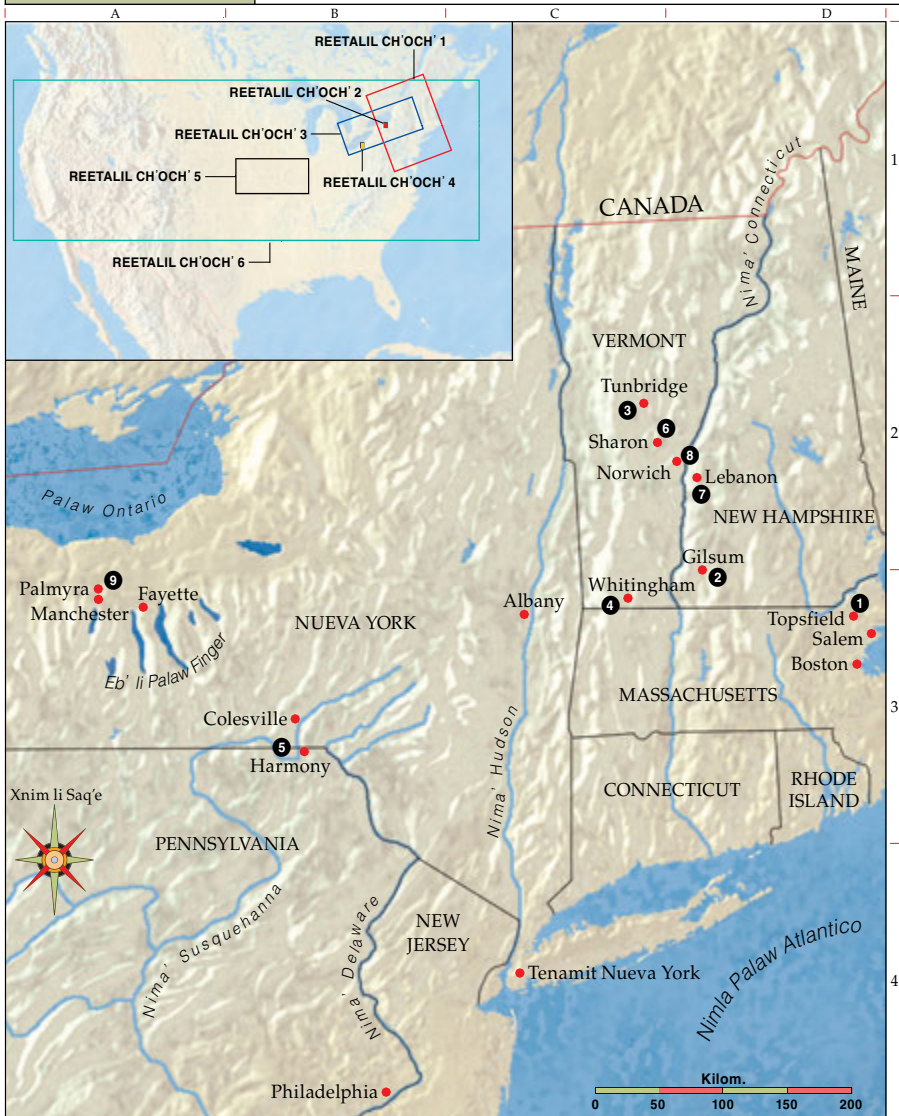 A B C D
REETALIL CH'OCH' 1
REETALIL CH'OCH' 2
REETALIL CH'OCH' 3
REETALIL CH'OCH' 5
REETALIL CH'OCH' 4
REETALIL CH'OCH' 6
1
CANADA
Nima' Connecticut
MAINE
VERMONT
Tunbridge
3
6
2
Sharon
8
Norwich
Lebanon
7
Palaw Ontario
NEW HAMPSHIRE
Gilsum
2
9
Palmyra
Fayette
Whitingham
Manchester
4
Albany
1
Topsfield
NUEVA YORK
Salem
Boston
Eb' li Palaw Finger
MASSACHUSETTS
3
Colesville
5
Harmony
Nima' Hudson
CONNECTICUT
RHODE
ISLAND
Xnim li Saq'e
PENNSYLVANIA
Nima' Susquehanna
Nima' Delaware
NEW
JERSEY
Nimla Palaw Atlantico
Tenamit Nueva York
4
Philadelphia
Kilom.
0 50 100 150 200